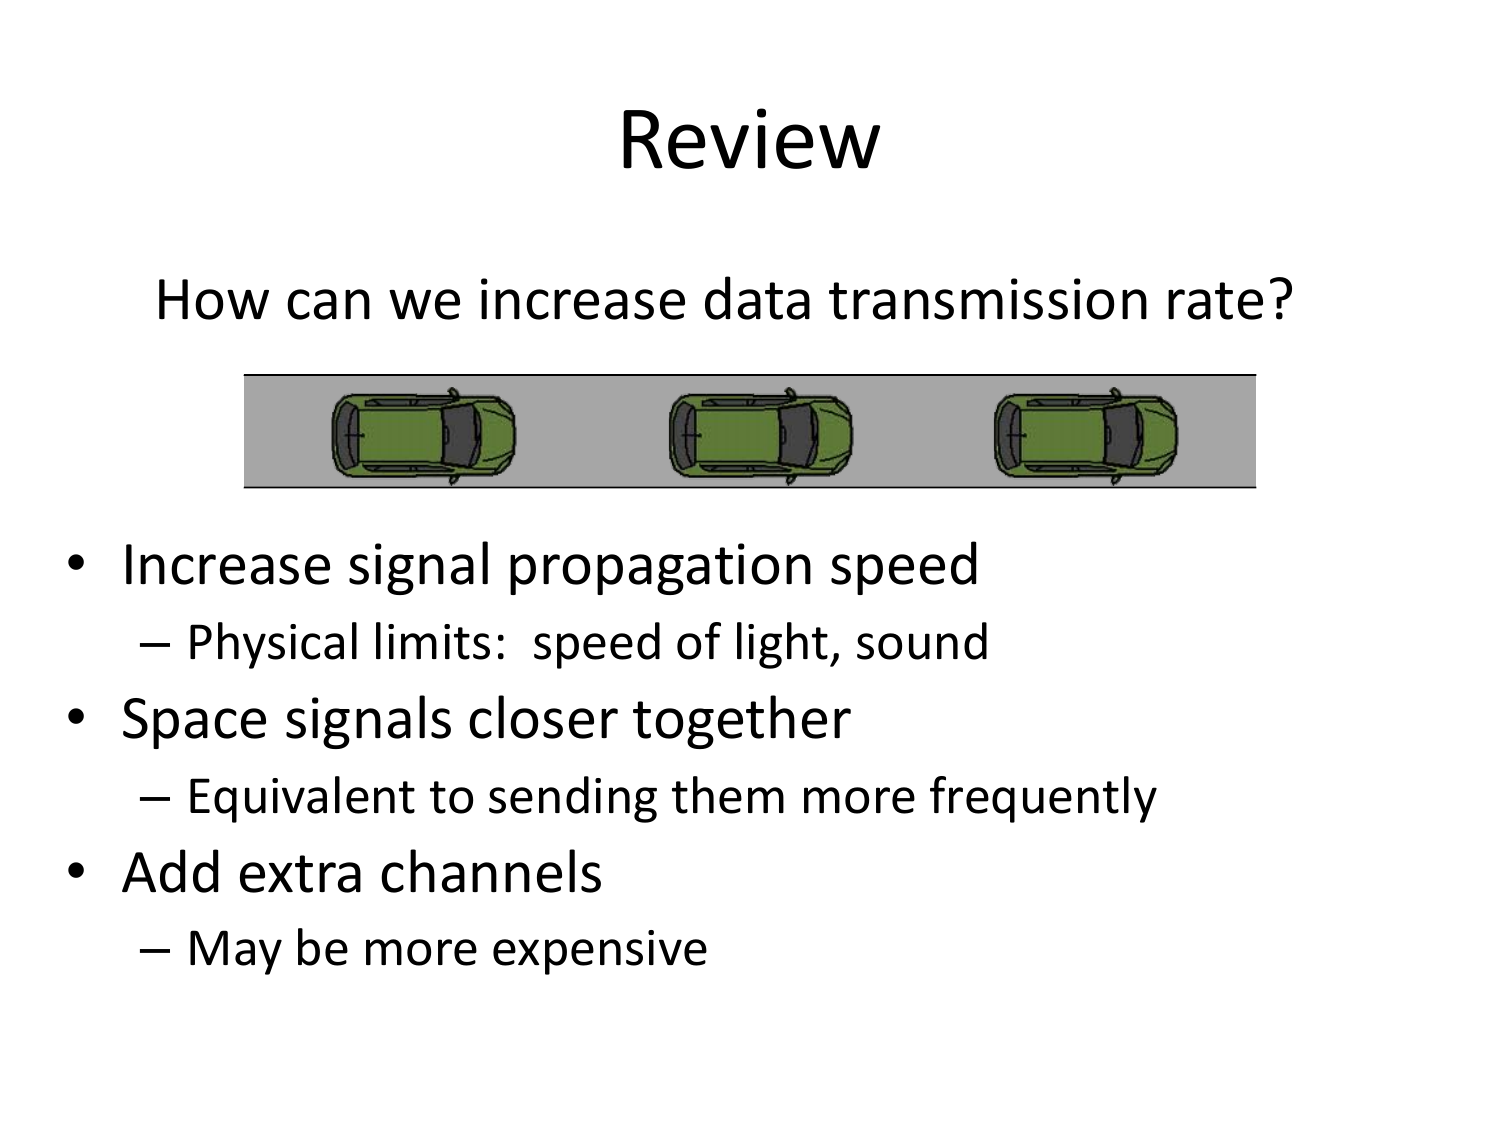 Review
How can we increase data transmission rate?
• Increase signal propagation speed
– Physical limits:  speed of light, sound
• Space signals closer together
– Equivalent to sending them more frequently
• Add extra channels
– May be more expensive